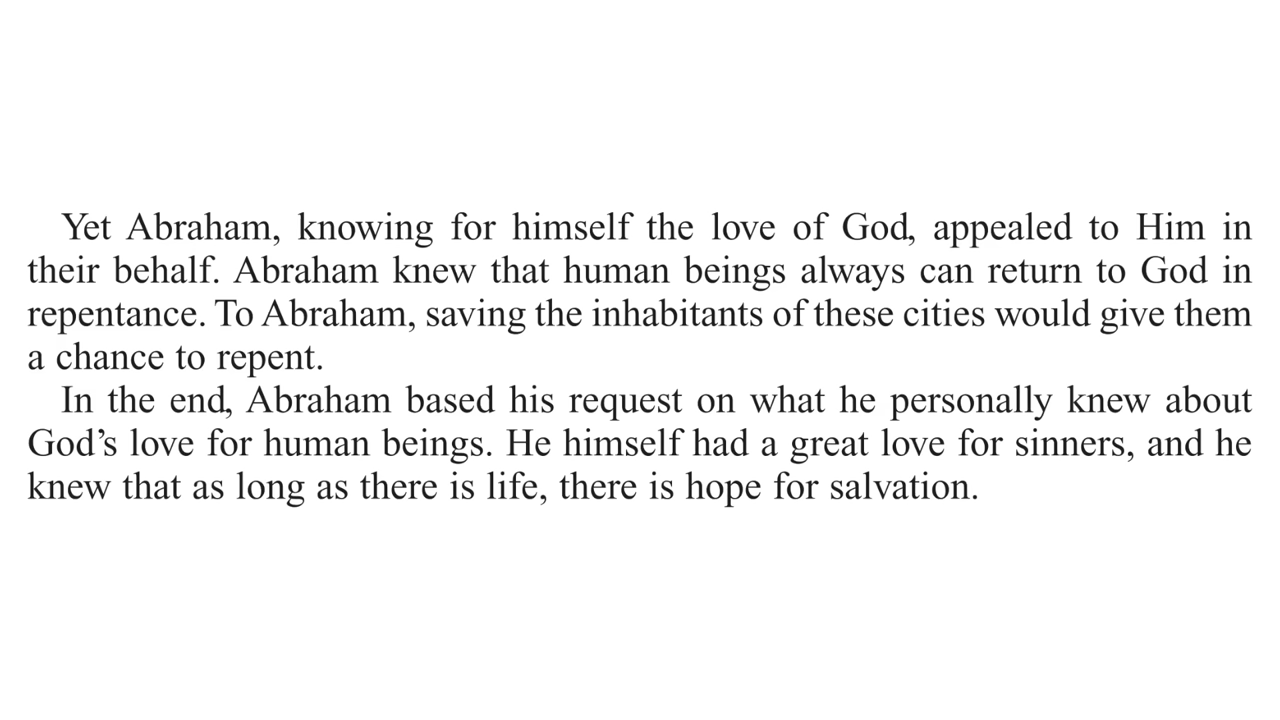 Yet Abraham, knowing for himself the love of God, appealed to Him in
their behalf. Abraham knew that human beings always can return to God in
repentance. To Abraham, saving the inhabitants of these cities would give them
a chance to repent.
In the end, Abraham based his request on what he personally knew about
God’s love for human beings. He himself had a great love for sinners, and he
knew that as long as there is life, there is hope for salvation.